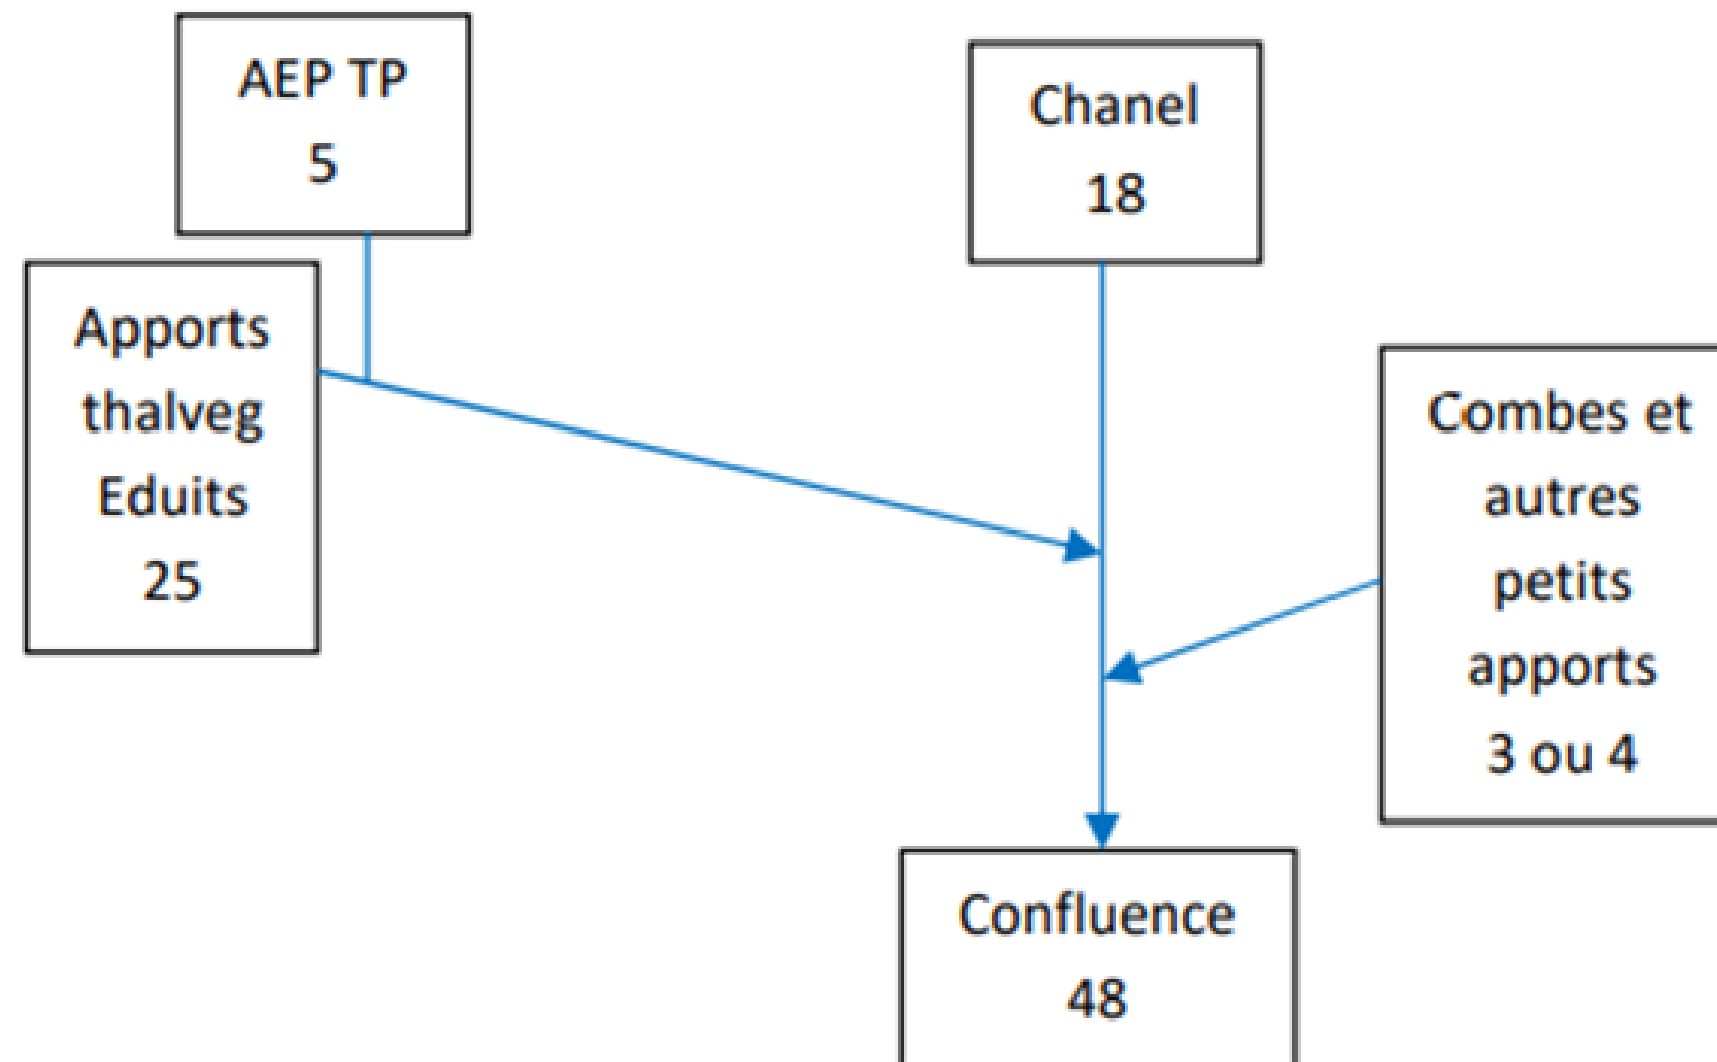 AEP TP
5
Chanel
18
Apports
thalveg
Eduits
25
Combes et
autres
petits
apports
3 ou 4
Confluence
48